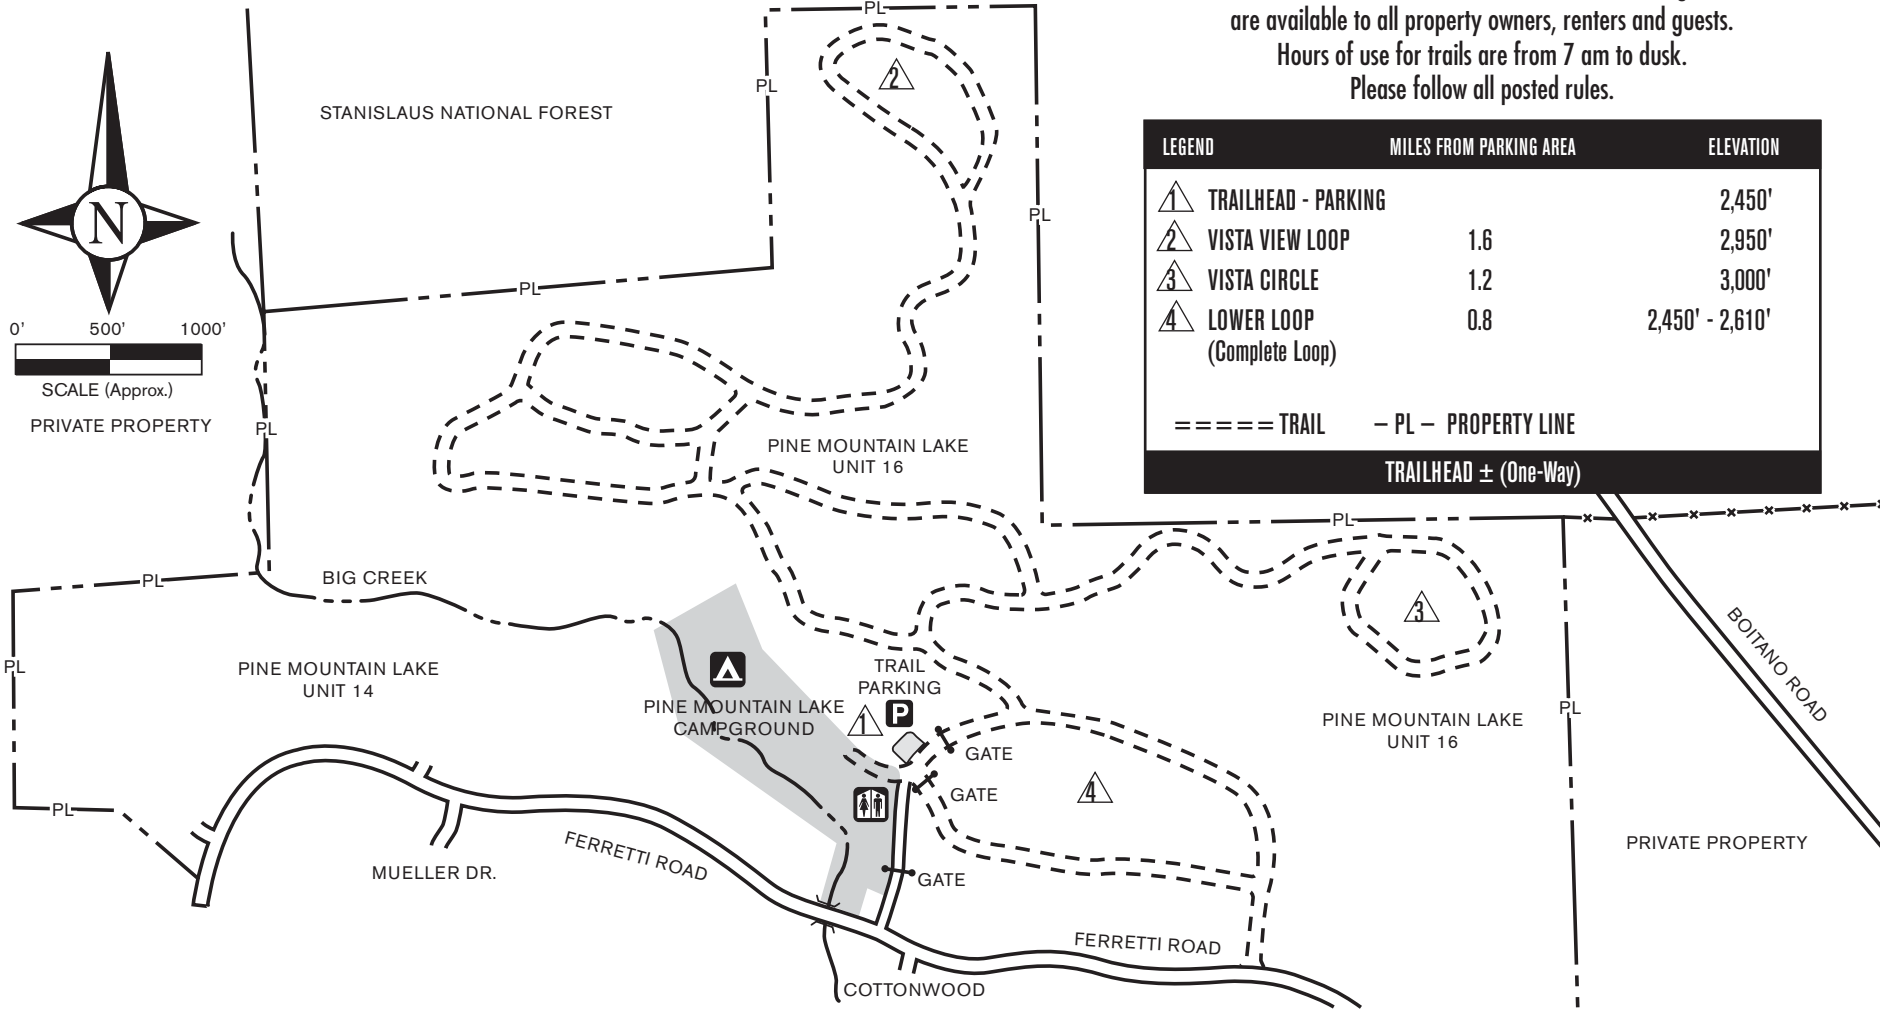 are available to all property owners, renters and guests.
Hours of use for trails are from 7 am to dusk.
Please follow all posted rules.
LEGEND MILES FROM PARKING AREA ELEVATION
1 TRAILHEAD - PARKING 2,450'
2 VISTA VIEW LOOP 1.6 2,950'
3 VISTA CIRCLE 1.2 3,000'
4 LOWER LOOP 0.8 2,450' - 2,610'
(Complete Loop)
===== TRAIL – PL – PROPERTY LINE
TRAILHEAD ± (One-Way)
PL
PL
2
STANISLAUS NATIONAL FOREST
N
PL
PL
0' 500' 1000'
SCALE (Approx.)
PRIVATE PROPERTY
PL
PINE MOUNTAIN LAKE
UNIT 16
PL
BIG CREEK
PL
3
BOITANO ROAD
PL
PINE MOUNTAIN LAKE
UNIT 14
TRAIL
PARKING
P
1
PINE MOUNTAIN LAKE
CAMPGROUND
PL
PINE MOUNTAIN LAKE
UNIT 16
GATE
GATE
4
PL
PRIVATE PROPERTY
MUELLER DR.
FERRETTI ROAD
GATE
FERRETTI ROAD
COTTONWOOD